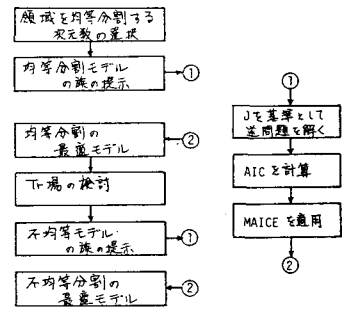 領域を均等分割する
次元数の選択
均等分割モデル
の族の提示
①
均等分割の
最適モデル
②
Tr場の検討
不均等モデル
の族の提示
①
不均等分割の
最適モデル
②
①
Jを基準として
逆問題を解く
AICを計算
MAICEを適用
②